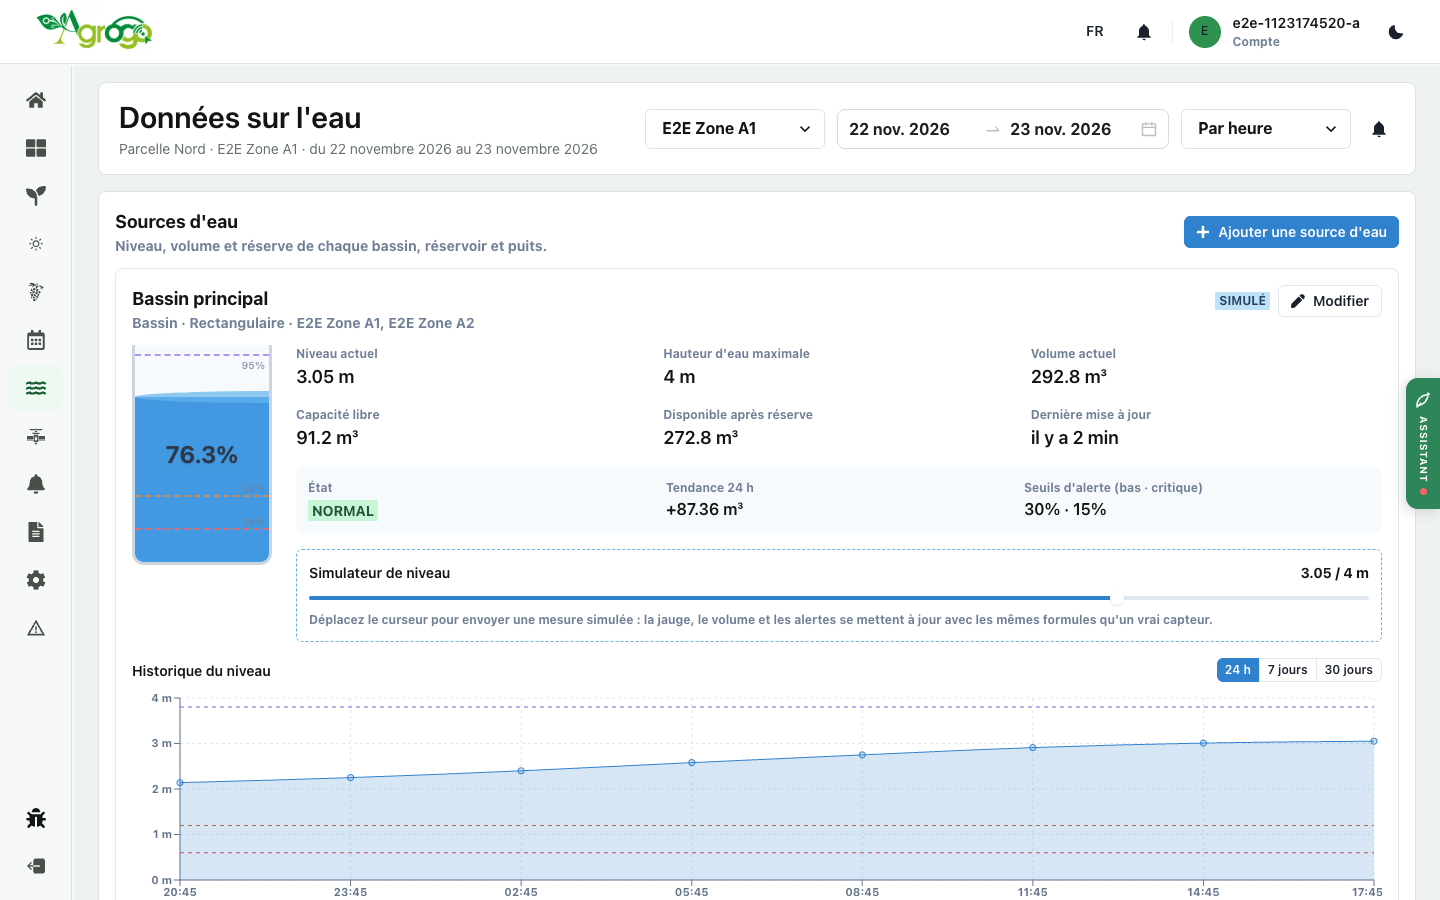 Agrogo
FR
E
e2e-1123174520-a
Compte
Données sur l'eau
Parcelle Nord · E2E Zone A1 · du 22 novembre 2026 au 23 novembre 2026
E2E Zone A1
22 nov. 2026 → 23 nov. 2026
Par heure
Sources d'eau
Niveau, volume et réserve de chaque bassin, réservoir et puits.
+ Ajouter une source d'eau
Bassin principal
Bassin · Rectangulaire · E2E Zone A1, E2E Zone A2
SIMULÉ
Modifier
95%
76.3%
Niveau actuel
3.05 m
Hauteur d'eau maximale
4 m
Volume actuel
292.8 m³
Capacité libre
91.2 m³
Disponible après réserve
272.8 m³
Dernière mise à jour
il y a 2 min
État
NORMAL
Tendance 24 h
+87.36 m³
Seuils d'alerte (bas · critique)
30% · 15%
Simulateur de niveau
3.05 / 4 m
Déplacez le curseur pour envoyer une mesure simulée : la jauge, le volume et les alertes se mettent à jour avec les mêmes formules qu'un vrai capteur.
Historique du niveau
24 h
7 jours
30 jours
4 m
3 m
2 m
1 m
0 m
20:45
23:45
02:45
05:45
08:45
11:45
14:45
17:45
ASSISTANT